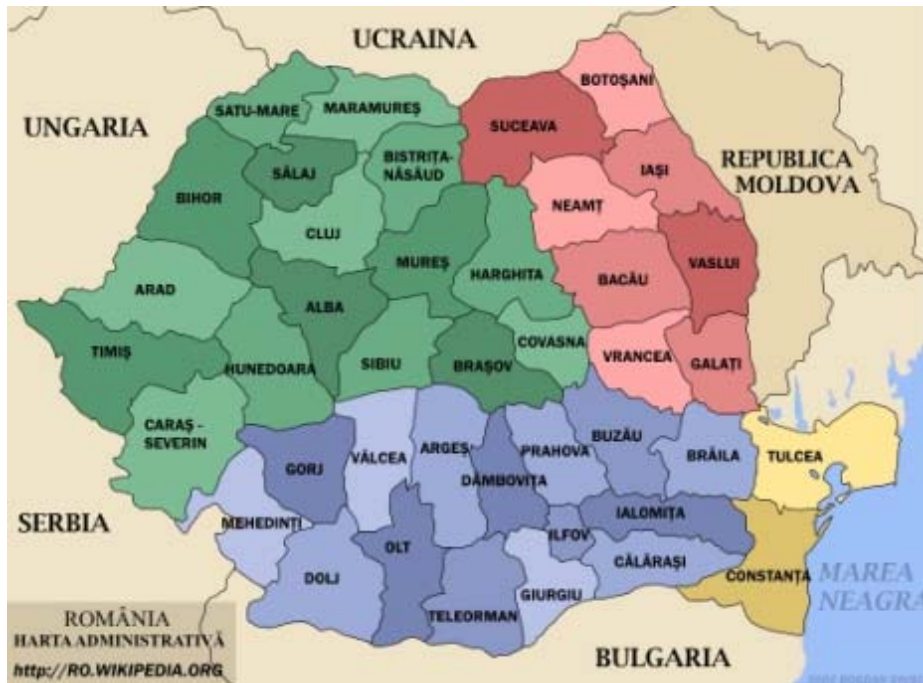 UCRAINA
BOTOȘANI
SATU-MARE
MARAMUREȘ
UNGARIA
SUCEAVA
BISTRIȚA-
NĂSĂUD
SĂLAJ
IAȘI
REPUBLICA
MOLDOVA
BIHOR
NEAMȚ
CLUJ
MUREȘ
HARGHITA
BACĂU
VASLUI
ARAD
ALBA
TIMIȘ
HUNEDOARA
SIBIU
BRAȘOV
COVASNA
VRANCEA
GALAȚI
CARAȘ -
SEVERIN
GORJ
VÂLCEA
ARGEȘ
PRAHOVA
BUZĂU
BRĂILA
TULCEA
DÂMBOVIȚA
SERBIA
MEHEDINȚI
OLT
ILFOV
IALOMIȚA
DOLJ
TELEORMAN
GIURGIU
CĂLĂRAȘI
CONSTANȚA
MAREA
NEAGRĂ
ROMÂNIA
HARTA ADMINISTRATIVĂ
http://RO.WIKIPEDIA.ORG
BULGARIA